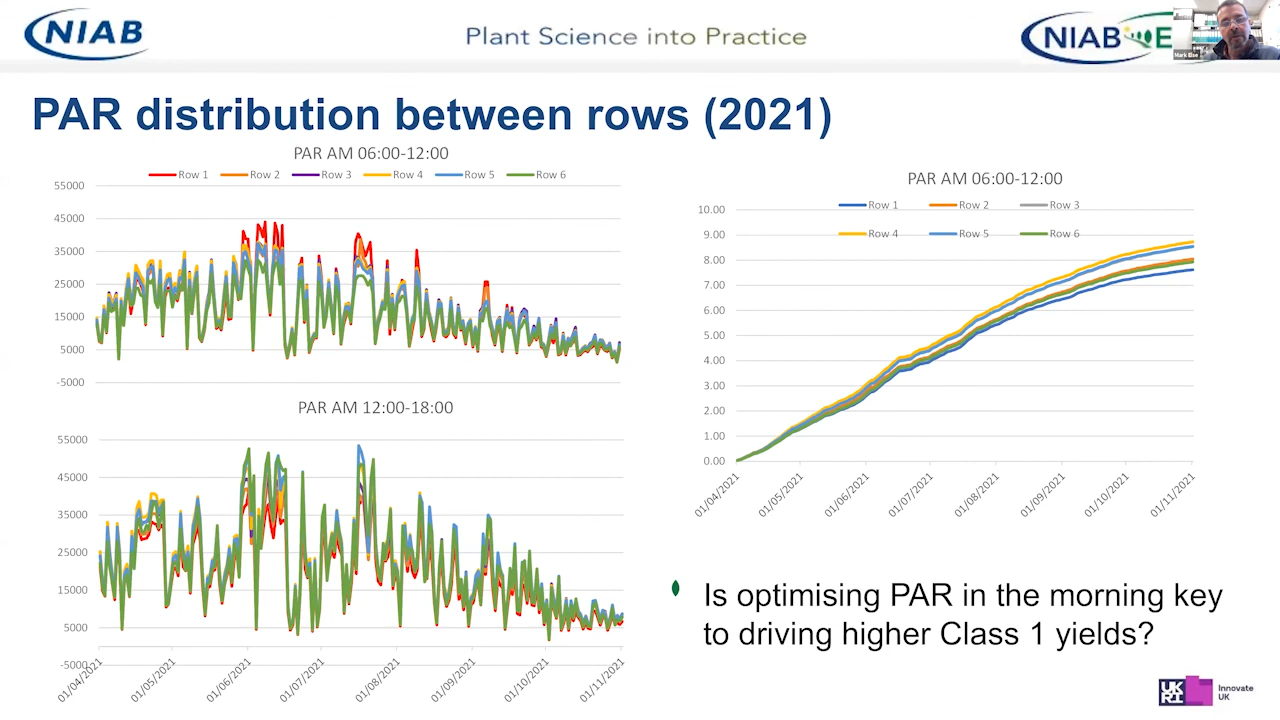 NIAB
Plant Science into Practice
NIAB E
Mark Else
PAR distribution between rows (2021)
PAR AM 06:00-12:00
Row 1 Row 2 Row 3 Row 4 Row 5 Row 6
55000
45000
35000
25000
15000
5000
-5000
PAR AM 12:00-18:00
55000
45000
35000
25000
15000
5000
-5000
01/04/2021 01/05/2021 01/06/2021 01/07/2021 01/08/2021 01/09/2021 01/10/2021 01/11/2021
PAR AM 06:00-12:00
Row 1 Row 2 Row 3
Row 4 Row 5 Row 6
10.00
9.00
8.00
7.00
6.00
5.00
4.00
3.00
2.00
1.00
0.00
01/04/2021 01/05/2021 01/06/2021 01/07/2021 01/08/2021 01/09/2021 01/10/2021 01/11/2021
Is optimising PAR in the morning key
to driving higher Class 1 yields?
UK
RI
Innovate
UK